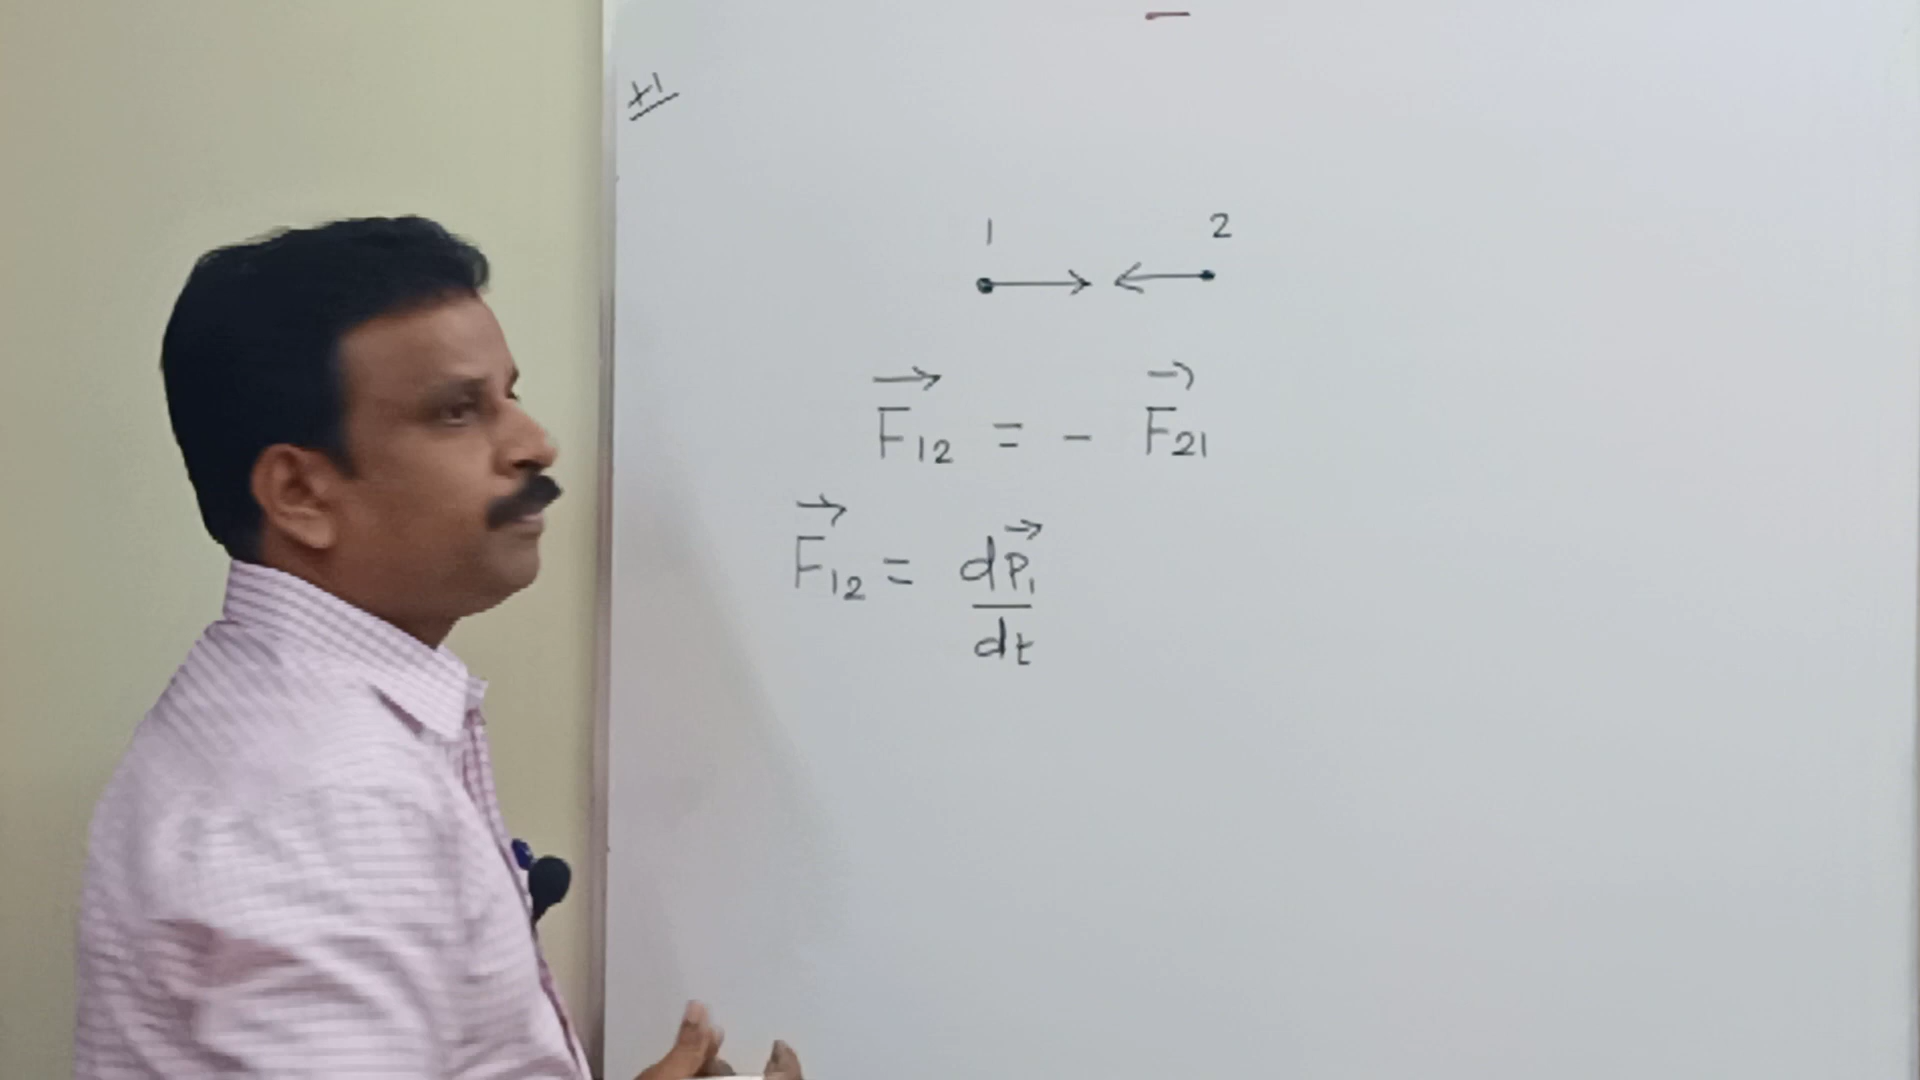 +1
1 2
F₁₂ = - F₂₁
F₁₂ = dp₁
dt